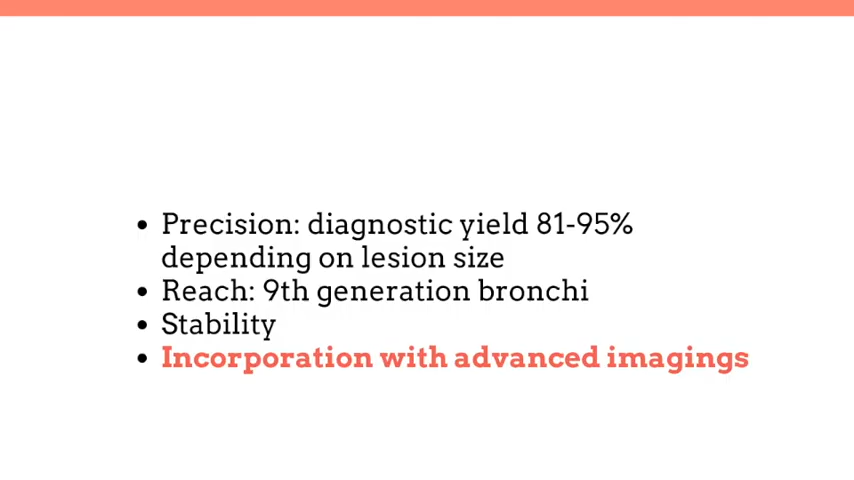 • Precision: diagnostic yield 81-95%
depending on lesion size
• Reach: 9th generation bronchi
• Stability
• Incorporation with advanced imagings